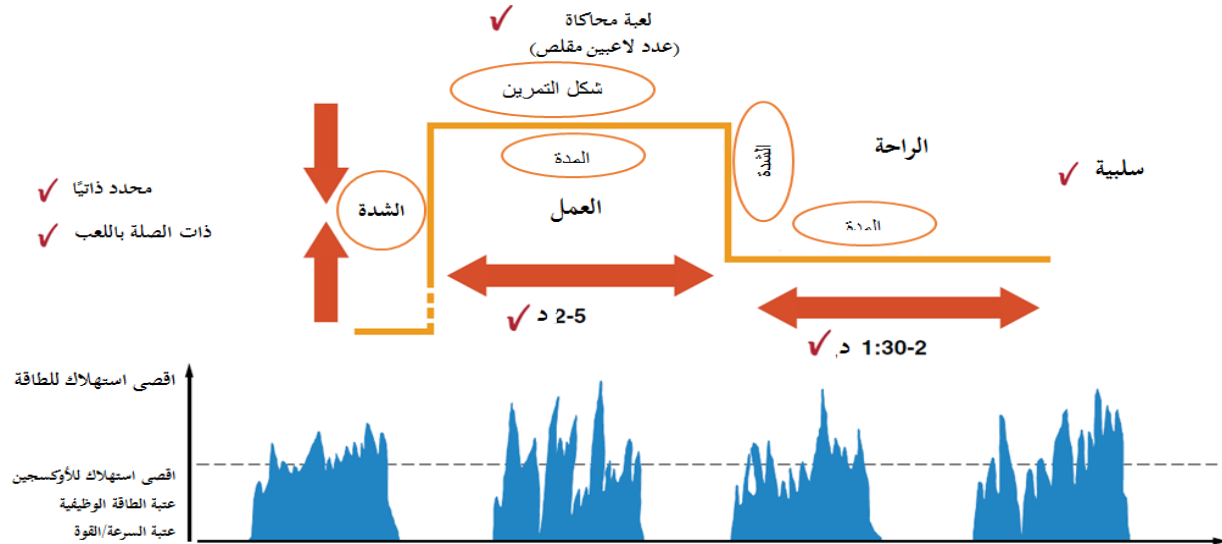 لعبة محاكاة
(عدد لاعبين مقلص)
شكل التمرين
المدة
العمل
الشدة
محدد ذاتيًا
ذات الصلة باللعب
2-5 د
الشدة
الراحة
سلبية
المدة
1:30-2 د
اقصى استهلاك للطاقة
اقصى استهلاك للأوكسجين
عتبة الطاقة الوظيفية
عتبة السرعة/القوة